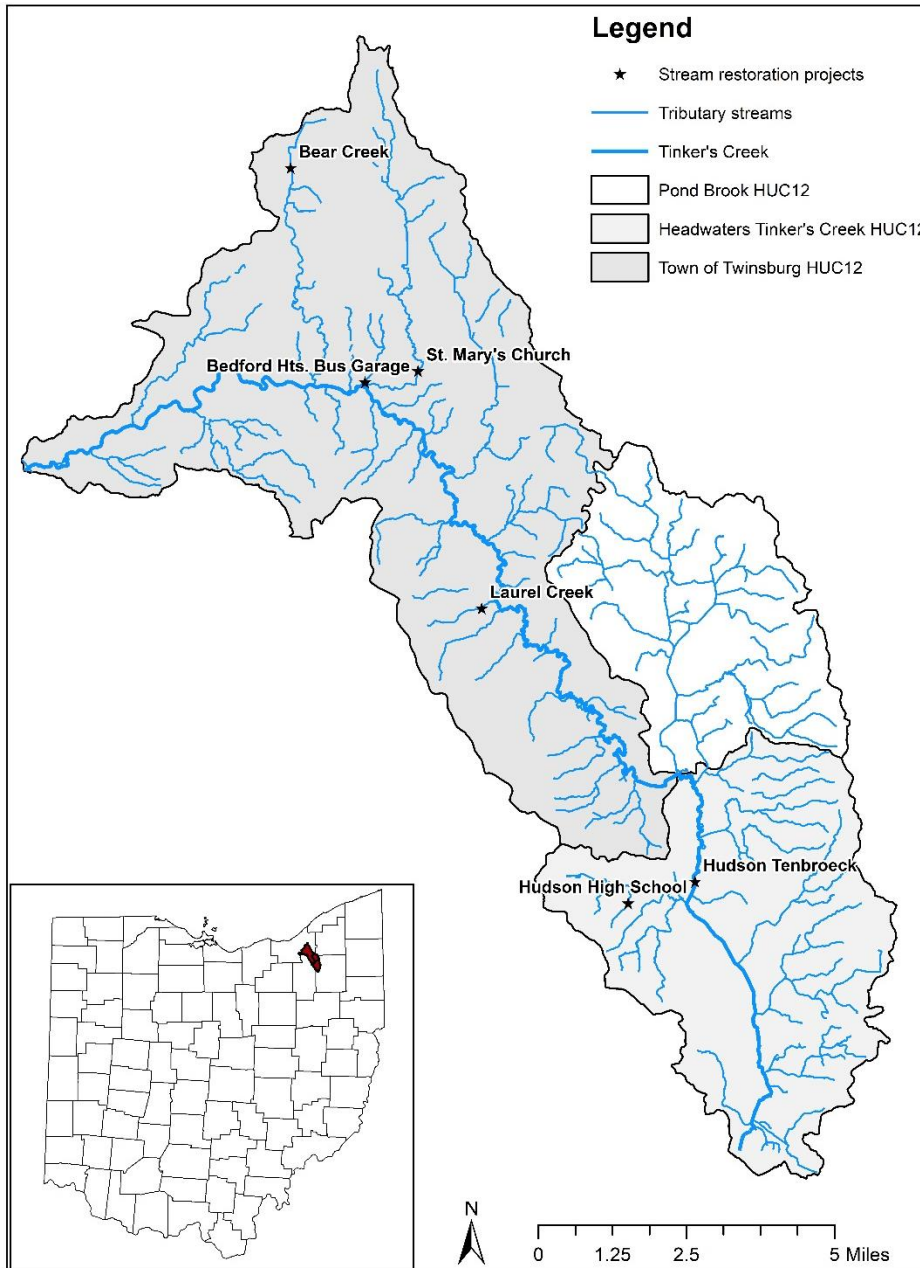 Legend
Stream restoration projects
Tributary streams
Tinker's Creek
Pond Brook HUC12
Headwaters Tinker's Creek HUC12
Town of Twinsburg HUC12
Bear Creek
St. Mary's Church
Bedford Hts. Bus Garage
Laurel Creek
Hudson Tenbroeck
Hudson High School
N
0 1.25 2.5 5 Miles